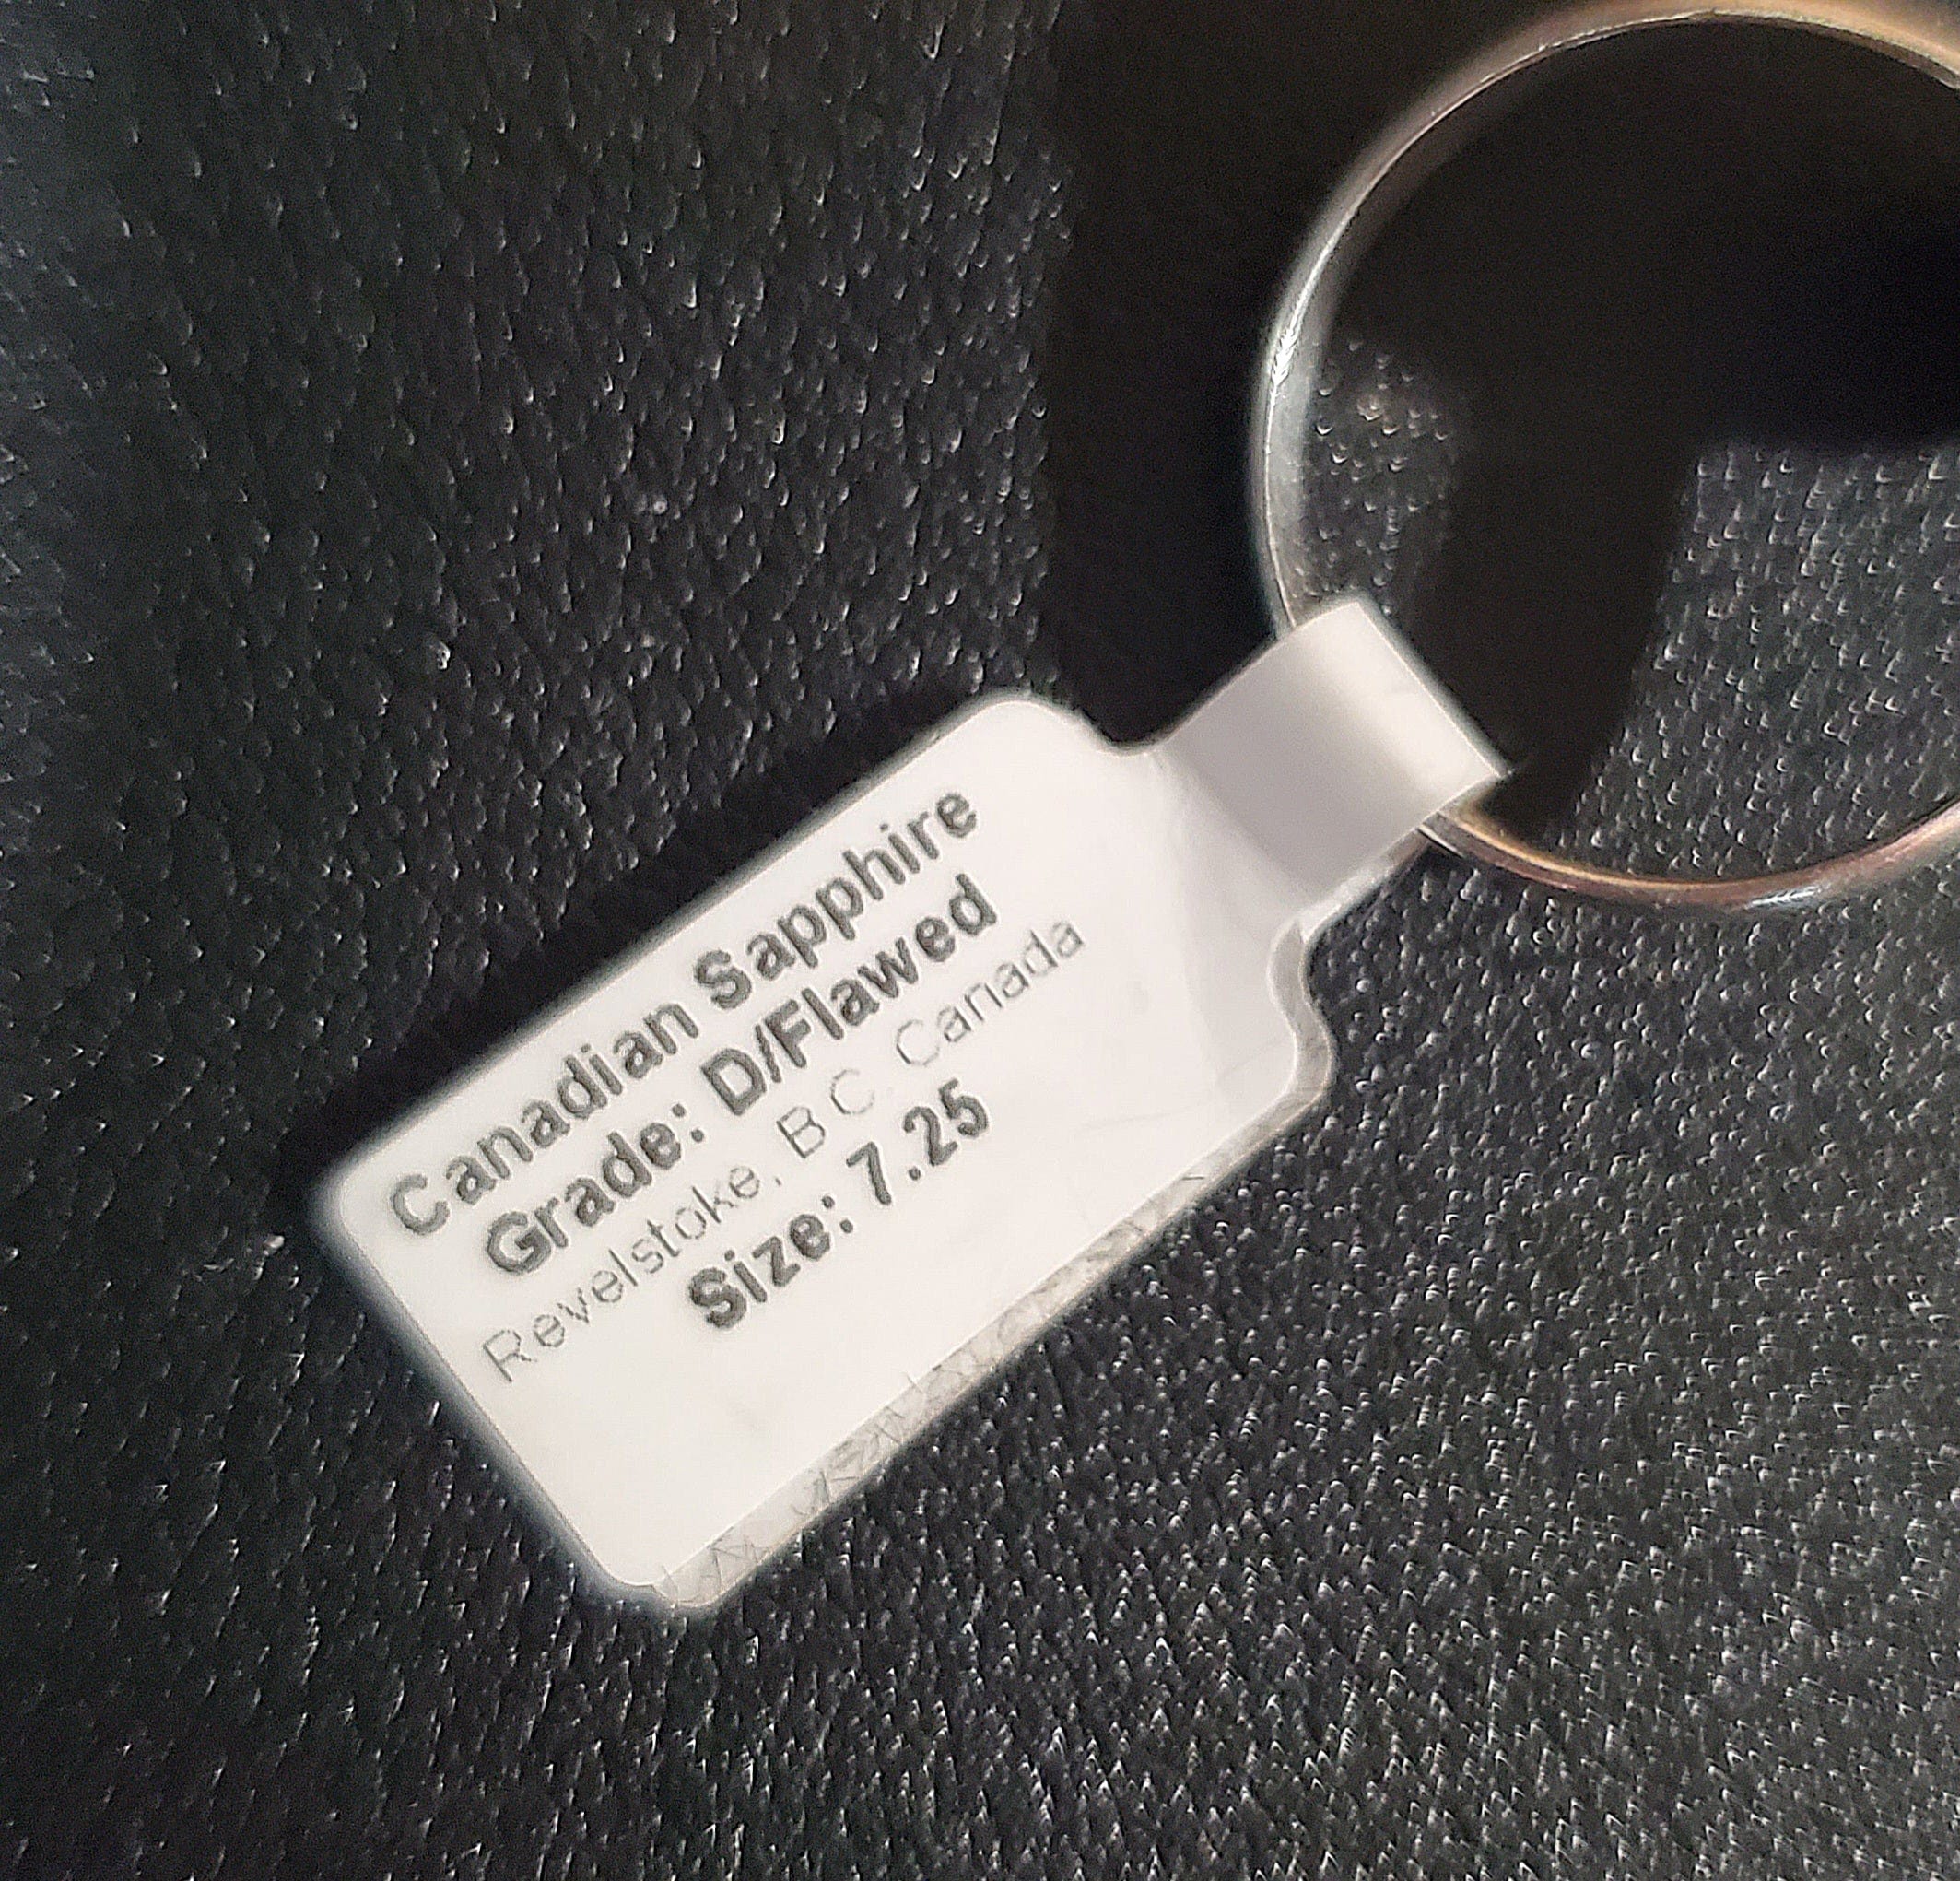 Canadian Sapphire
Grade: D/Flawed
Revelstoke, B.C. Canada
Size: 7.25